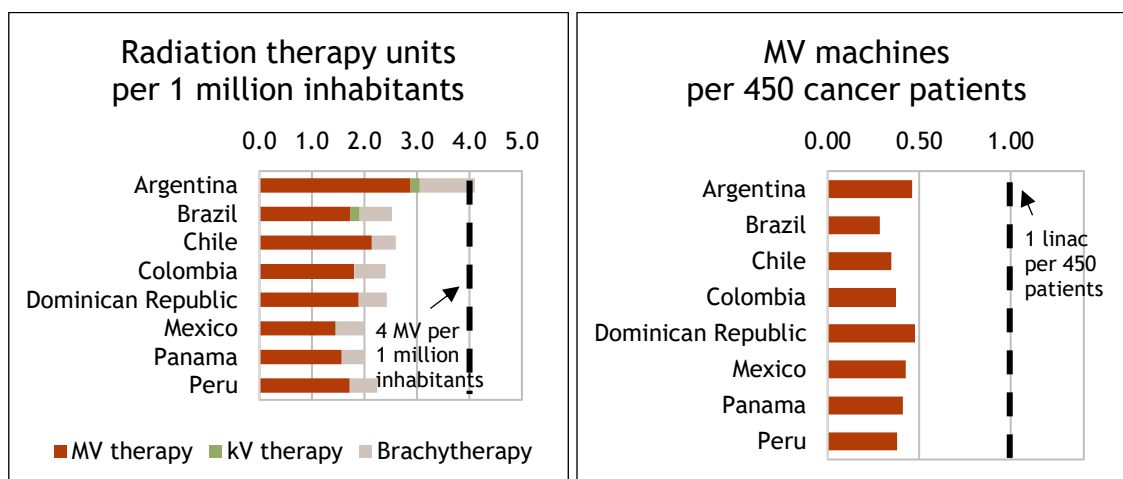 Radiation therapy units
per 1 million inhabitants
0.0 1.0 2.0 3.0 4.0 5.0
Argentina
Brazil
Chile
Colombia
Dominican Republic
Mexico
Panama
Peru
4 MV per
1 million
inhabitants
MV therapy kV therapy Brachytherapy
MV machines
per 450 cancer patients
0.00 0.50 1.00
Argentina
Brazil
Chile
Colombia
Dominican Republic
Mexico
Panama
Peru
1 linac
per 450
patients